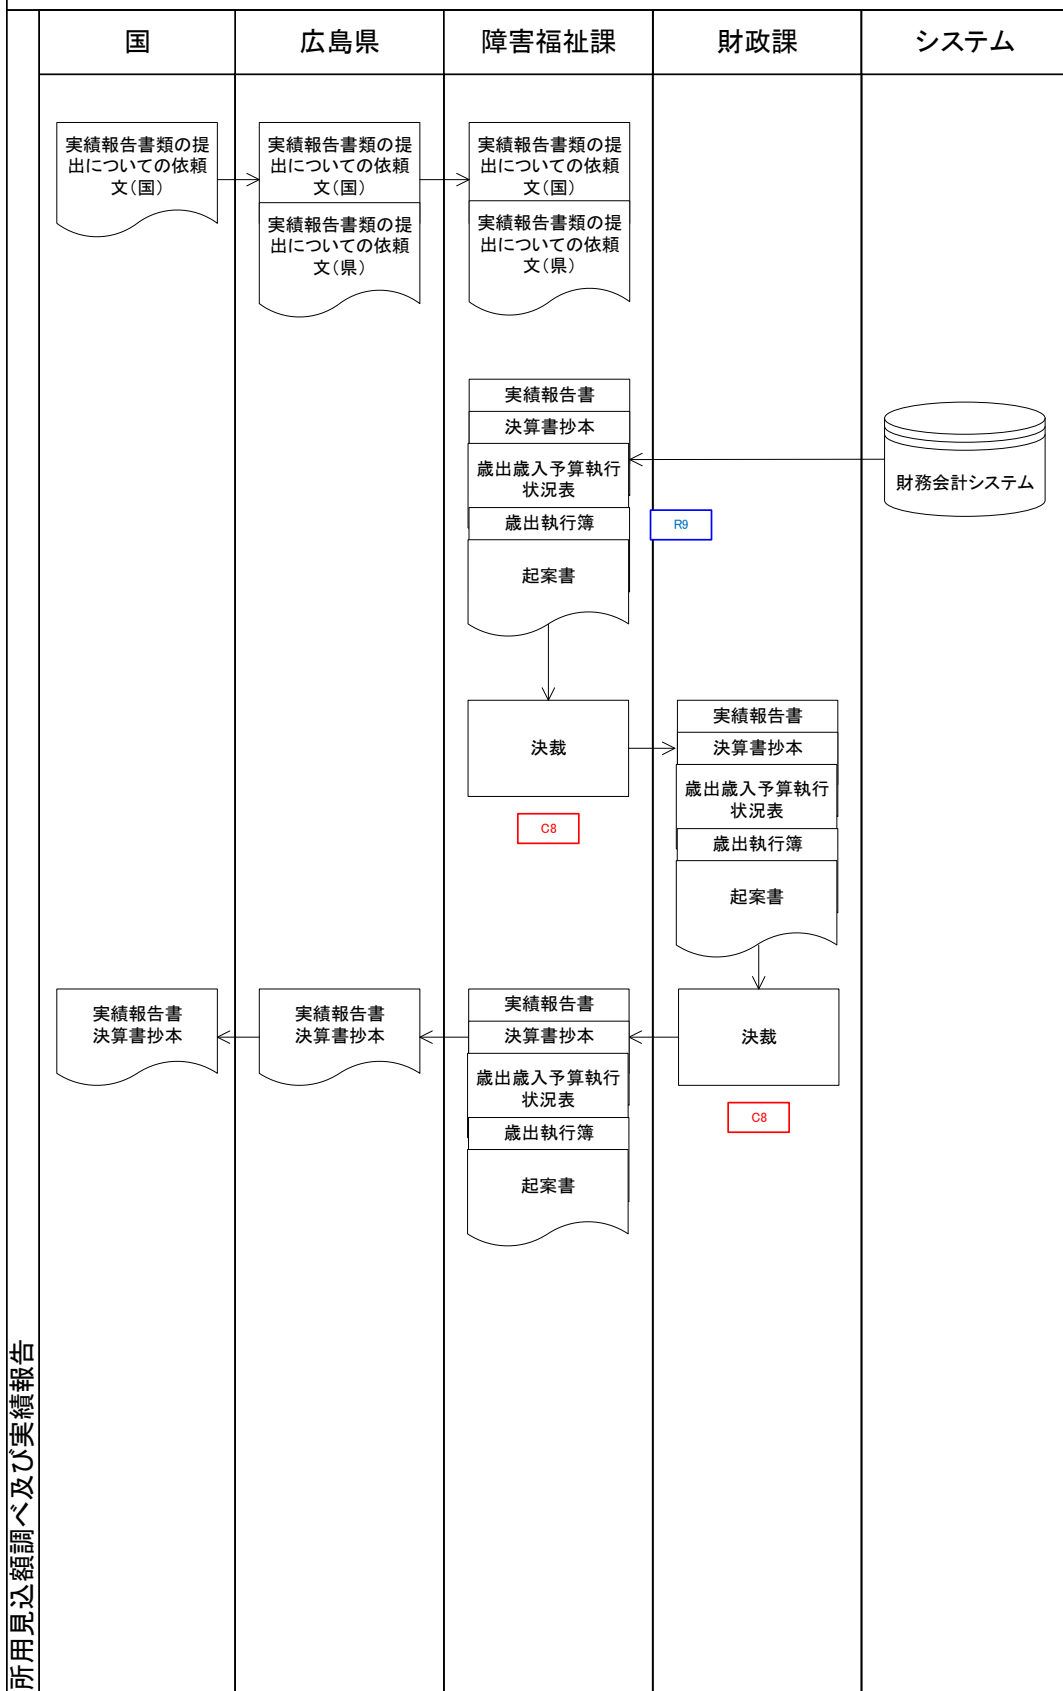 国
広島県
障害福祉課
財政課
システム
実績報告書類の提
出についての依頼
文(国)
実績報告書類の提
出についての依頼
文(国)
実績報告書類の提
出についての依頼
文(県)
実績報告書類の提
出についての依頼
文(国)
実績報告書類の提
出についての依頼
文(県)
実績報告書
決算書抄本
歳出歳入予算執行
状況表
歳出執行簿
起案書
財務会計システム
R9
決裁
C8
実績報告書
決算書抄本
歳出歳入予算執行
状況表
歳出執行簿
起案書
決裁
C8
実績報告書
決算書抄本
歳出歳入予算執行
状況表
歳出執行簿
起案書
実績報告書
決算書抄本
実績報告書
決算書抄本
所用見込額調べ及び実績報告